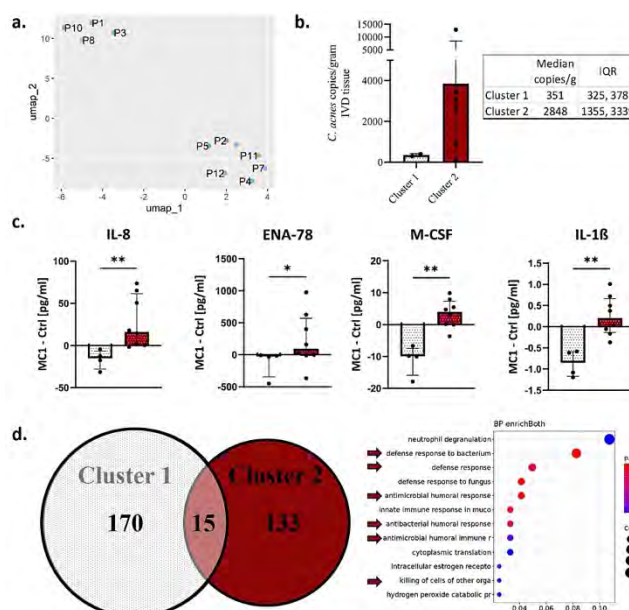 a.
P10 P1
P8 P3
P5 P2
P11
P12 P7
P4
10
5
0
-5
umap_2
-6 -4 -2 0 2 4
umap_1
b.
C. acnes copies/gram
IVD tissue
15000
10000
5000
4000
2000
0
Cluster 1
Cluster 2
Median
copies/g IQR
Cluster 1 351 325, 378
Cluster 2 2848 1355, 333
c.
IL-8
MC1 - Ctrl [pg/ml]
100
50
0
-50
**
ENA-78
MC1 - Ctrl [pg/ml]
1000
500
0
-500
*
M-CSF
MC1 - Ctrl [pg/ml]
20
10
0
-10
-20
**
IL-1ß
MC1 - Ctrl [pg/ml]
1.5
1.0
0.5
0.0
-0.5
-1.0
-1.5
**
d.
Cluster 1
170
15
Cluster 2
133
BP enrichBoth
neutrophil degranulation
defense response to bacterium
defense response
defense response to fungus
antimicrobial humoral response
innate immune response in muco
antibacterial humoral response
antimicrobial humoral immune r
cytoplasmic translation
intracellular estrogen recepto
killing of cells of other orga
hydrogen peroxide catabolic pr
0.04 0.06 0.08 0.10